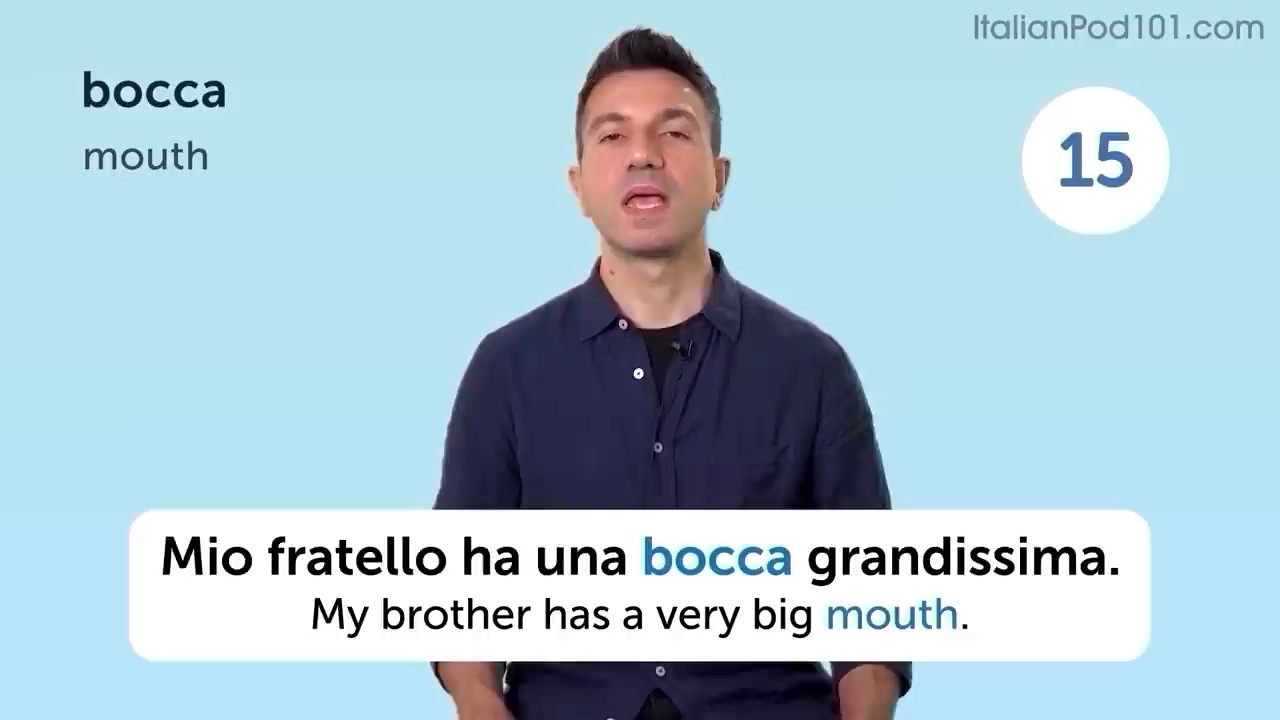 ItalianPod101.com
bocca
mouth
15
Mio fratello ha una bocca grandissima.
My brother has a very big mouth.